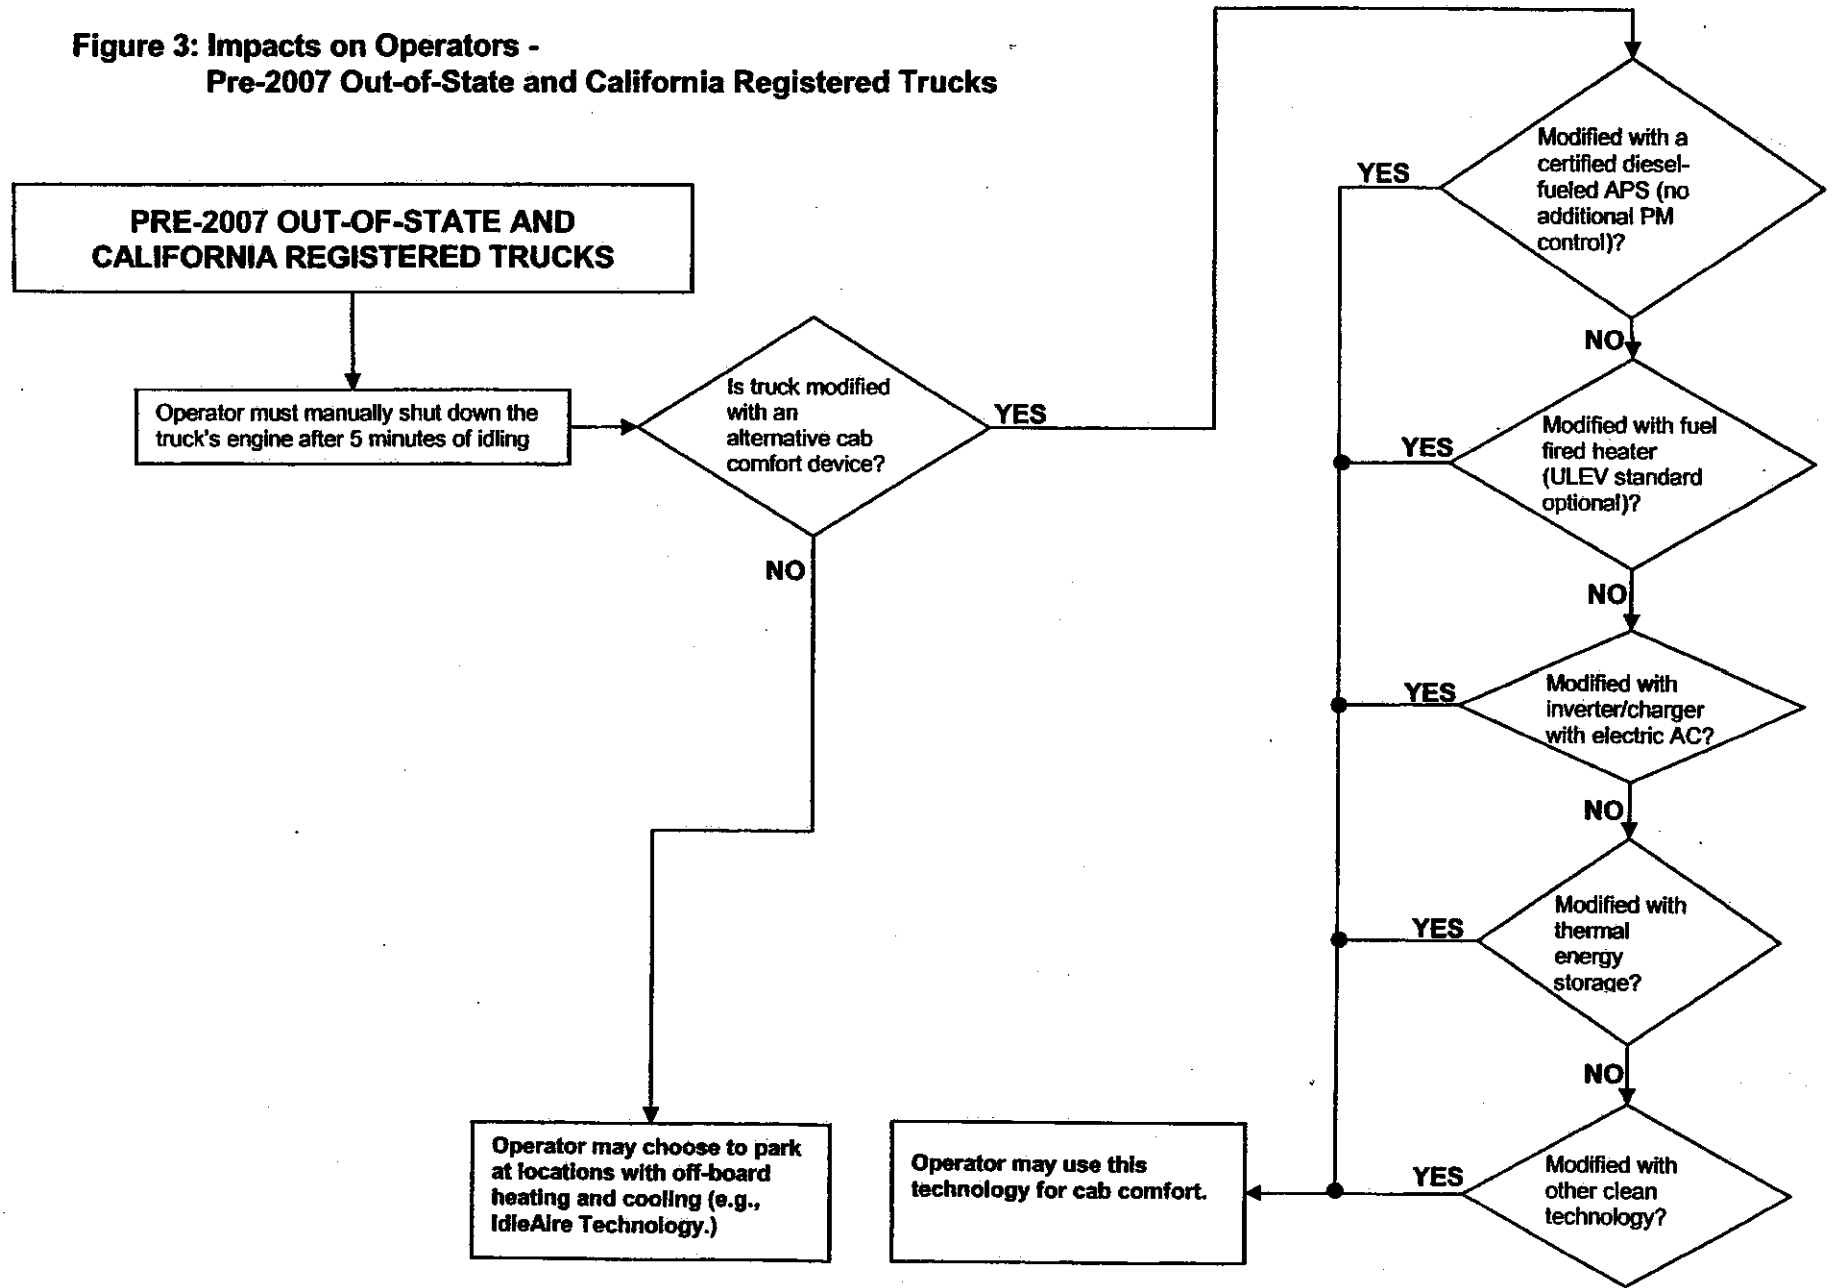 Figure 3: Impacts on Operators -
Pre-2007 Out-of-State and California Registered Trucks
PRE-2007 OUT-OF-STATE AND
CALIFORNIA REGISTERED TRUCKS
Operator must manually shut down the
truck's engine after 5 minutes of idling
Is truck modified
with an
alternative cab
comfort device?
YES
NO
Operator may choose to park
at locations with off-board
heating and cooling (e.g.,
IdleAire Technology.)
Modified with a
certified diesel-
fueled APS (no
additional PM
control)?
YES
NO
Modified with fuel
fired heater
(ULEV standard
optional)?
YES
NO
Modified with
inverter/charger
with electric AC?
YES
NO
Modified with
thermal
energy
storage?
YES
NO
Modified with
other clean
technology?
YES
Operator may use this
technology for cab comfort.